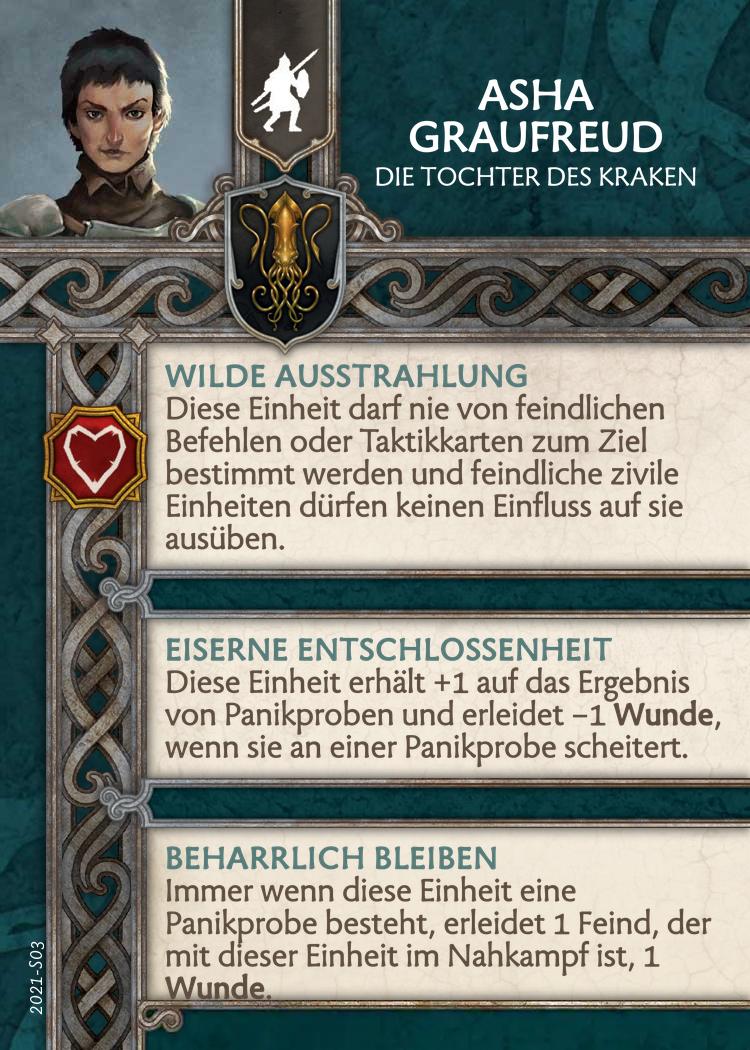 ASHA
GRAUFREUD
DIE TOCHTER DES KRAKEN
WILDE AUSSTRAHLUNG
Diese Einheit darf nie von feindlichen
Befehlen oder Taktikkarten zum Ziel
bestimmt werden und feindliche zivile
Einheiten dürfen keinen Einfluss auf sie
ausüben.
EISERNE ENTSCHLOSSENHEIT
Diese Einheit erhält +1 auf das Ergebnis
von Panikproben und erleidet −1 Wunde,
wenn sie an einer Panikprobe scheitert.
BEHARRLICH BLEIBEN
Immer wenn diese Einheit eine
Panikprobe besteht, erleidet 1 Feind, der
mit dieser Einheit im Nahkampf ist, 1
Wunde.
2021-S03